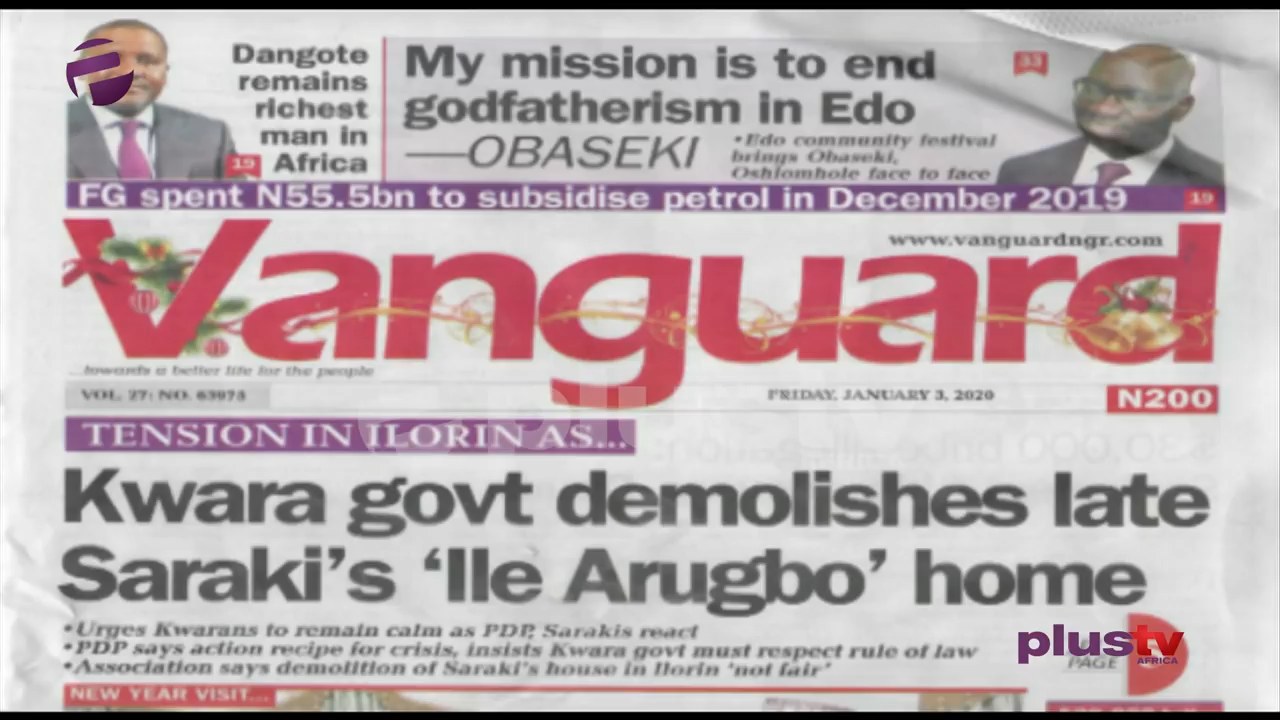 Dangote
remains
richest
man in
Africa
19
My mission is to end
godfatherism in Edo
—OBASEKI
•Edo community festival
brings Obaseki,
Oshiomhole face to face
33
FG spent N55.5bn to subsidise petrol in December 2019
19
www.vanguardngr.com
Vanguard
...towards a better life for the people
VOL. 27: NO. 63975
FRIDAY, JANUARY 3, 2020
N200
TENSION IN ILORIN AS...
Kwara govt demolishes late
Saraki's ‘Ile Arugbo’ home
•Urges Kwarans to remain calm as PDP, Sarakis react
•PDP says action recipe for crisis, insists Kwara govt must respect rule of law
•Association says demolition of Saraki's house in Ilorin ‘not fair’
PAGE
plustv
AFRICA
NEW YEAR VISIT...